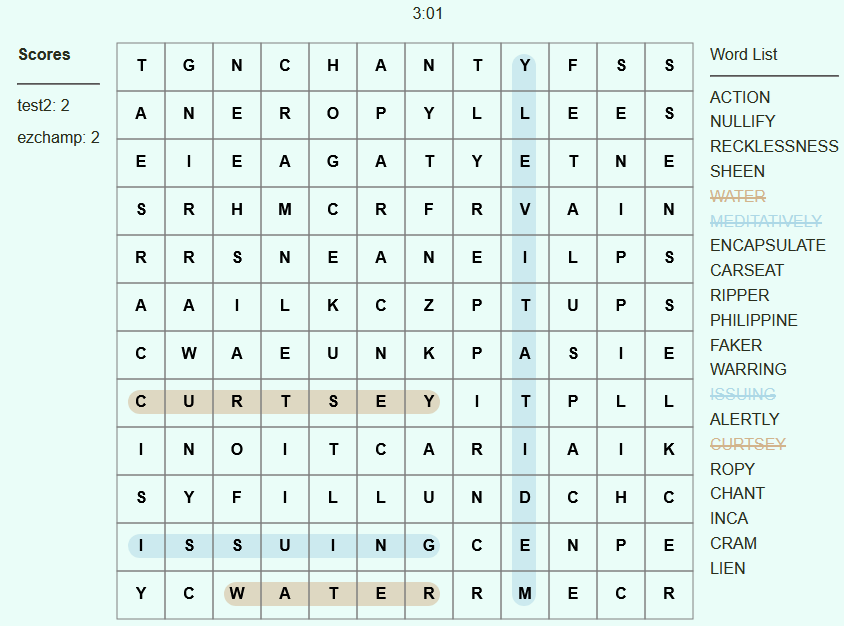 3:01
Scores
test2: 2
ezchamp: 2
T G N C H A N T Y F S S
A N E R O P Y L L E E S
E I E A G A T Y E T N E
S R H M C R F R V A I N
R R S N E A N E I L P S
A A I L K C Z P T U P S
C W A E U N K P A S I E
C U R T S E Y I T P L L
I N O I T C A R I A I K
S Y F I L L U N D C H C
I S S U I N G C E N P E
Y C W A T E R R M E C R
Word List
ACTION
NULLIFY
RECKLESSNESS
SHEEN
WATER
MEDITATIVELY
ENCAPSULATE
CARSEAT
RIPPER
PHILIPPINE
FAKER
WARRING
ISSUING
ALERTLY
CURTSEY
ROPY
CHANT
INCA
CRAM
LIEN